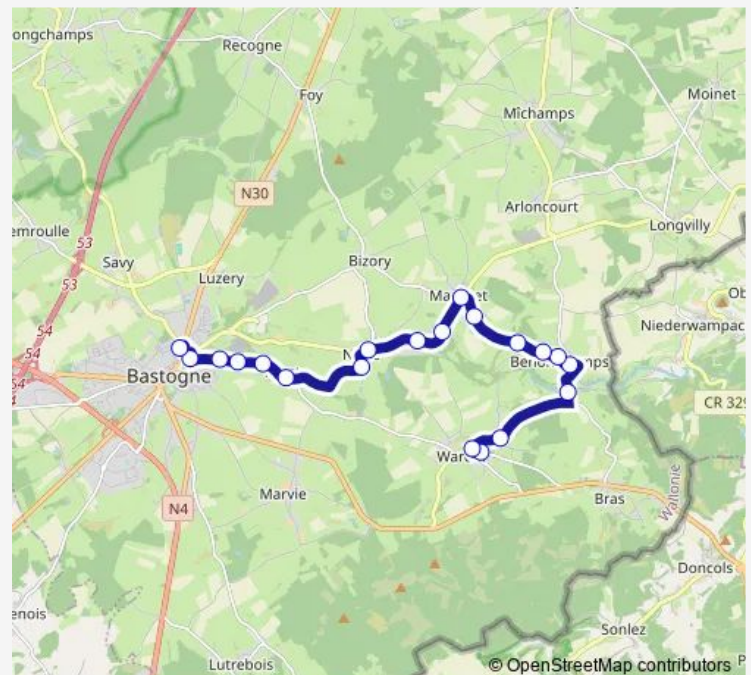 ongchamps
Recogne
Foy
Moinet
Michamps
N30
Arloncourt
Longvilly
emroulle
53
Savy
53
Luzery
Bizory
Niederwampac
54
54
Bastogne
CR 329
Marvie
Bras
Wallonie
N4
Doncols
enois
Sonlez
Lutrebois
© OpenStreetMap contributors